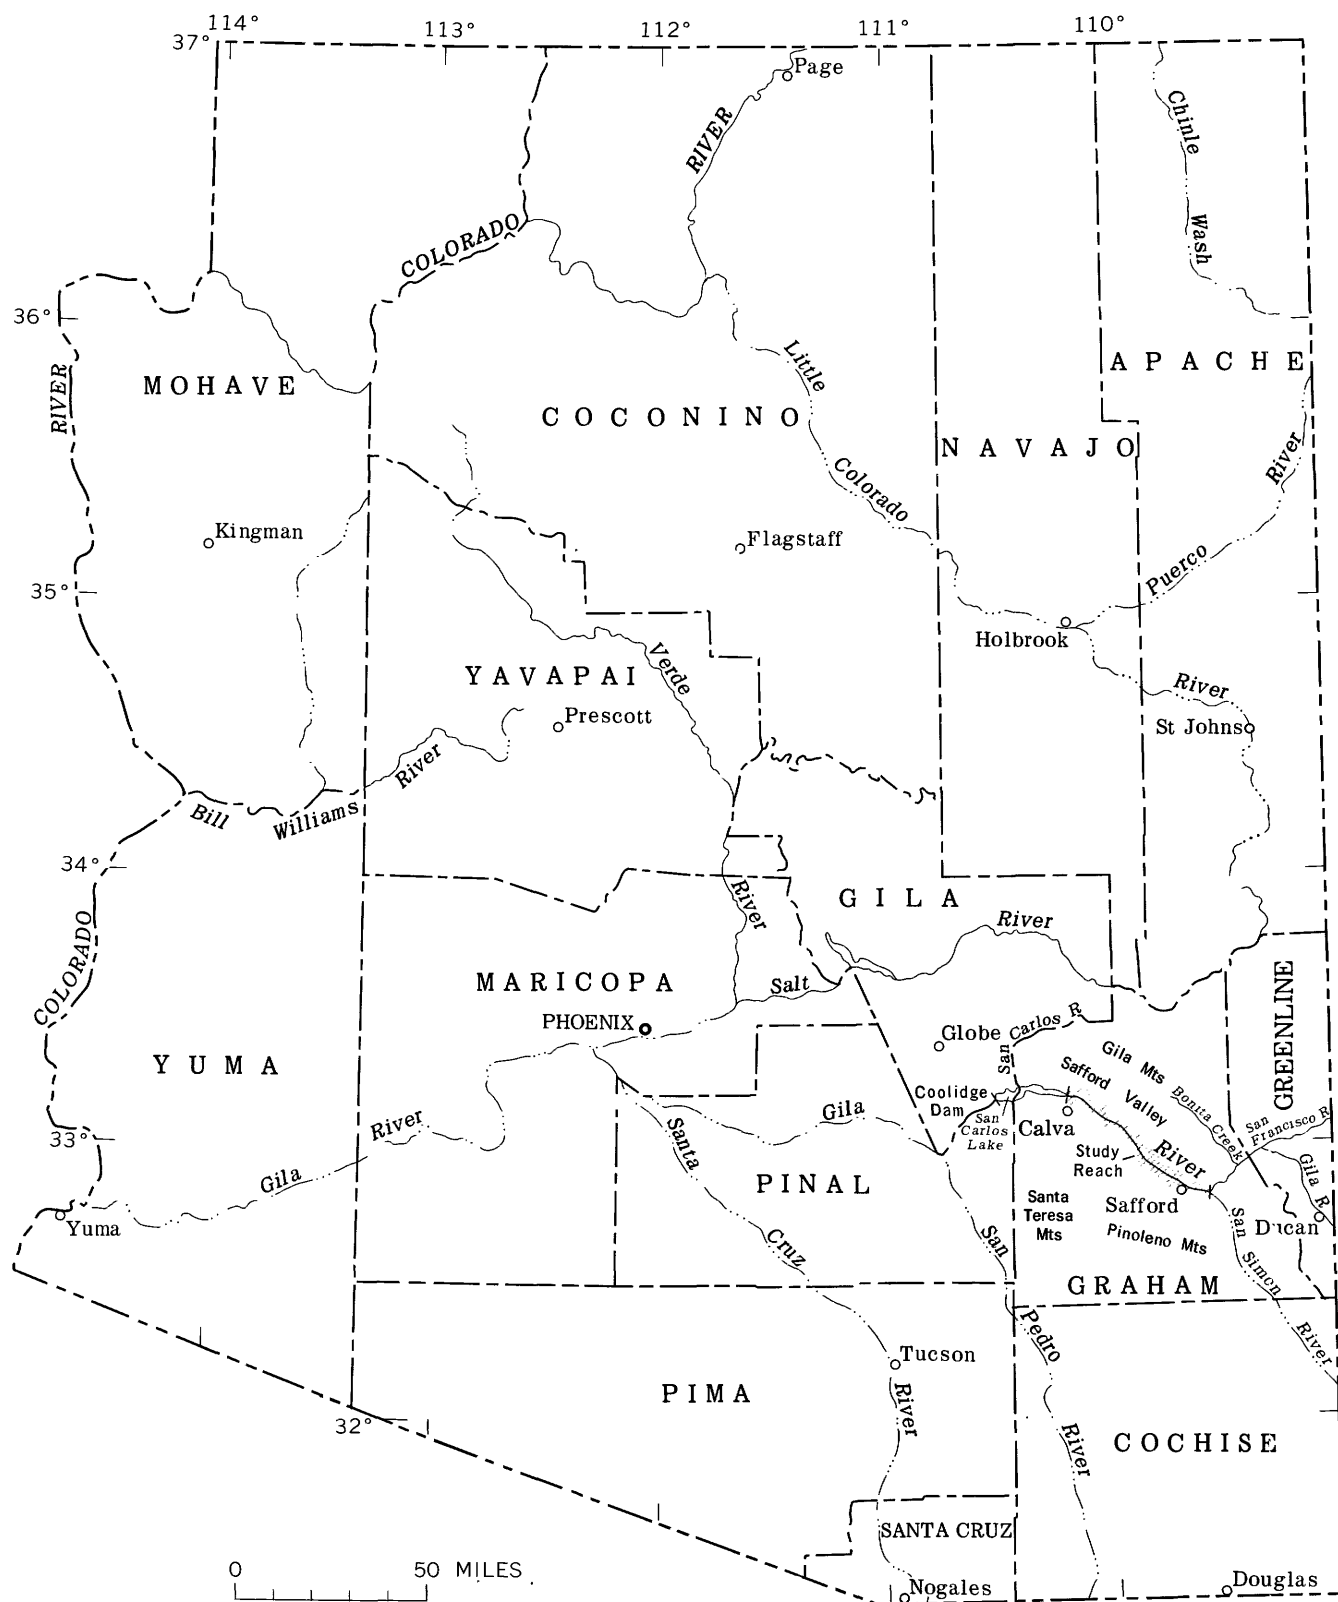 114°
113°
112°
111°
110°
37°
Page
RIVER
Chinle
Wash
COLORADO
36°
RIVER
MOHAVE
COCONINO
Little
Colorado
NAVAJO
APACHE
River
Kingman
Flagstaff
Puerco
35°
Holbrook
River
St Johns
YAVAPAI
Verde
Prescott
River
Bill
Williams
34°
COLORADO
GILA
River
River
MARICOPA
Salt
PHOENIX
Globe
San Carlos R
GREENLINE
YUMA
Gila Mts
Safford
Valley
Bonita Creek
San
Francisco R
Coolidge
Dam
San
Carlos
Lake
Calva
Gila
River
33°
Santa
Study
Reach
River
Gila R
Gila
PINAL
Santa
Teresa
Mts
Safford
Yuma
Pinoleno Mts
San
Simon
River
Ducan
Cruz
San
GRAHAM
Pedro
Tucson
PIMA
River
32°
River
COCHISE
SANTA CRUZ
0 50 MILES
Nogales
Douglas